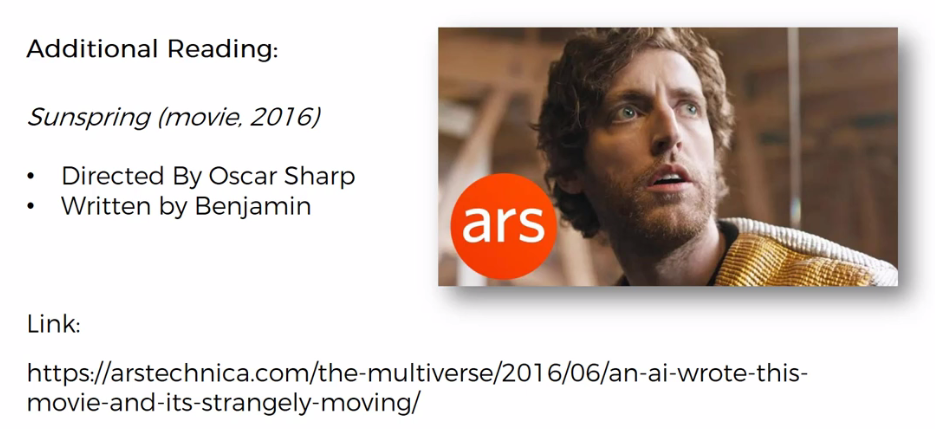 Additional Reading:
Sunspring (movie, 2016)
• Directed By Oscar Sharp
• Written by Benjamin
ars
Link:
https://arstechnica.com/the-multiverse/2016/06/an-ai-wrote-this-
movie-and-its-strangely-moving/